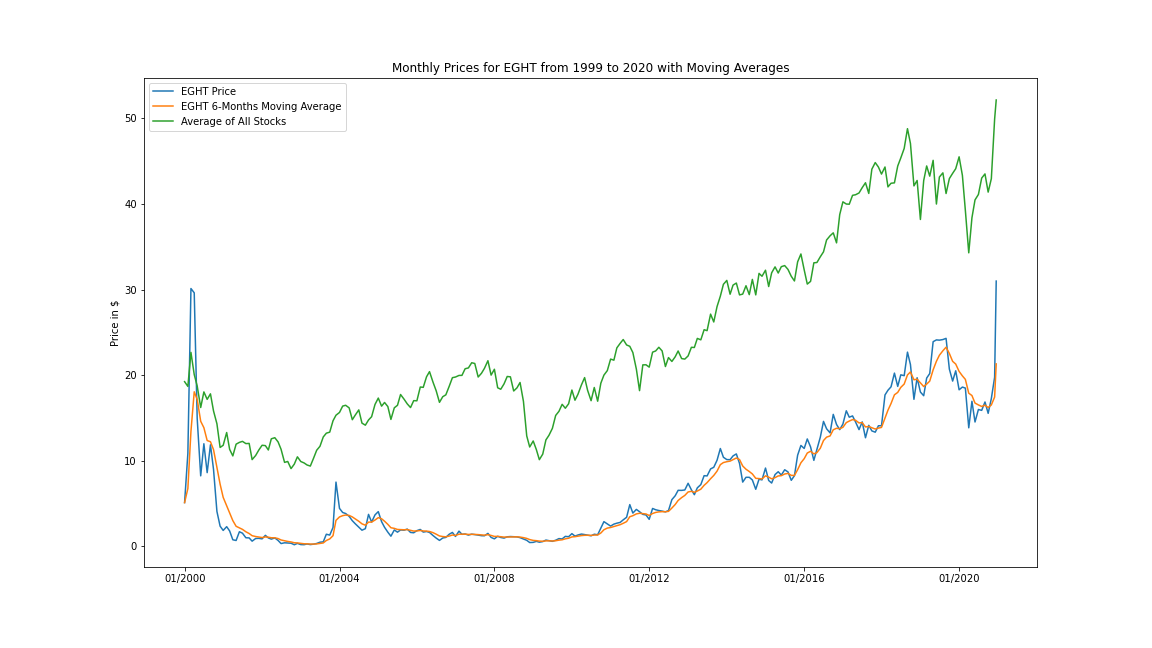 Monthly Prices for EGHT from 1999 to 2020 with Moving Averages
EGHT Price
EGHT 6-Months Moving Average
Average of All Stocks
Price in $
50
40
30
20
10
0
01/2000 01/2004 01/2008 01/2012 01/2016 01/2020